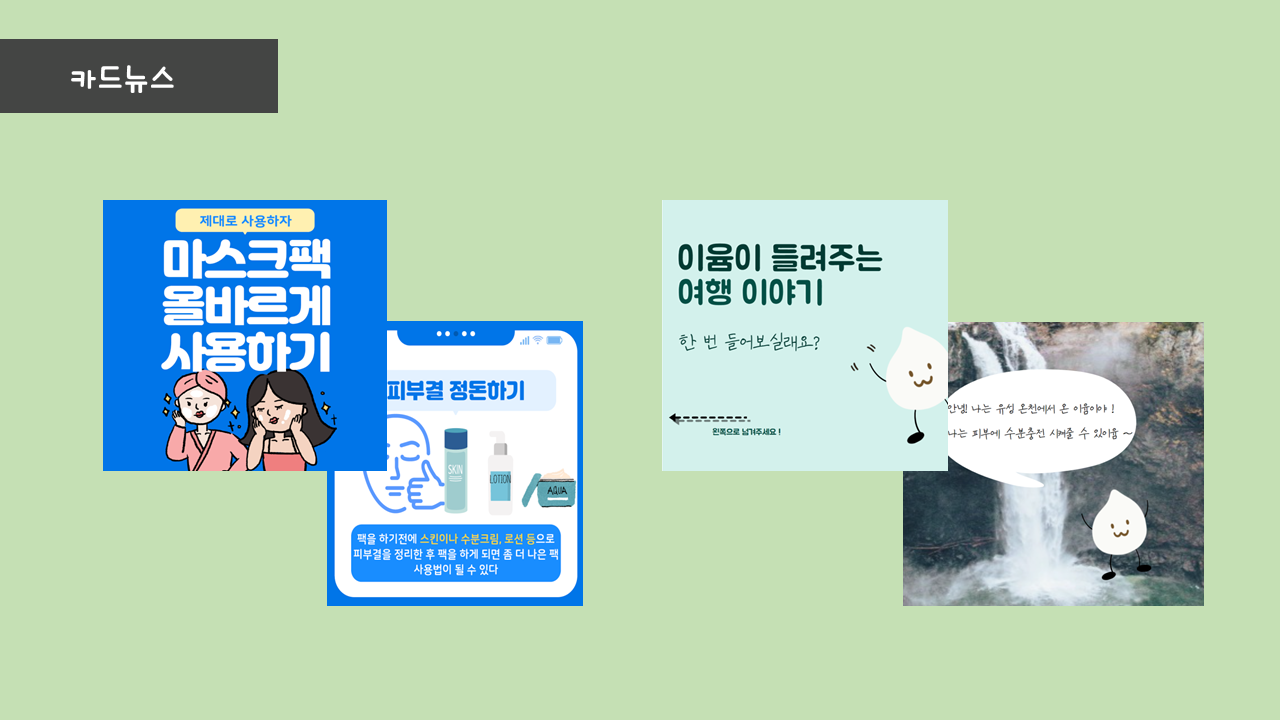 카드뉴스
제대로 사용하자
마스크팩
올바르게
사용하기
피부결 정돈하기
SKIN
LOTION
AQUA
팩을 하기전에 스킨이나 수분크림, 로션 등으로
피부결을 정리한 후 팩을 하게 되면 좀 더 나은 팩
사용법이 될 수 있다
이윰이 들려주는
여행 이야기
한 번 들어보실래요?
왼쪽으로 넘겨주세요 !
안녕! 나는 유성 온천에서 온 이윰이야 !
나는 피부에 수분충전 시켜줄 수 있이윰 ~